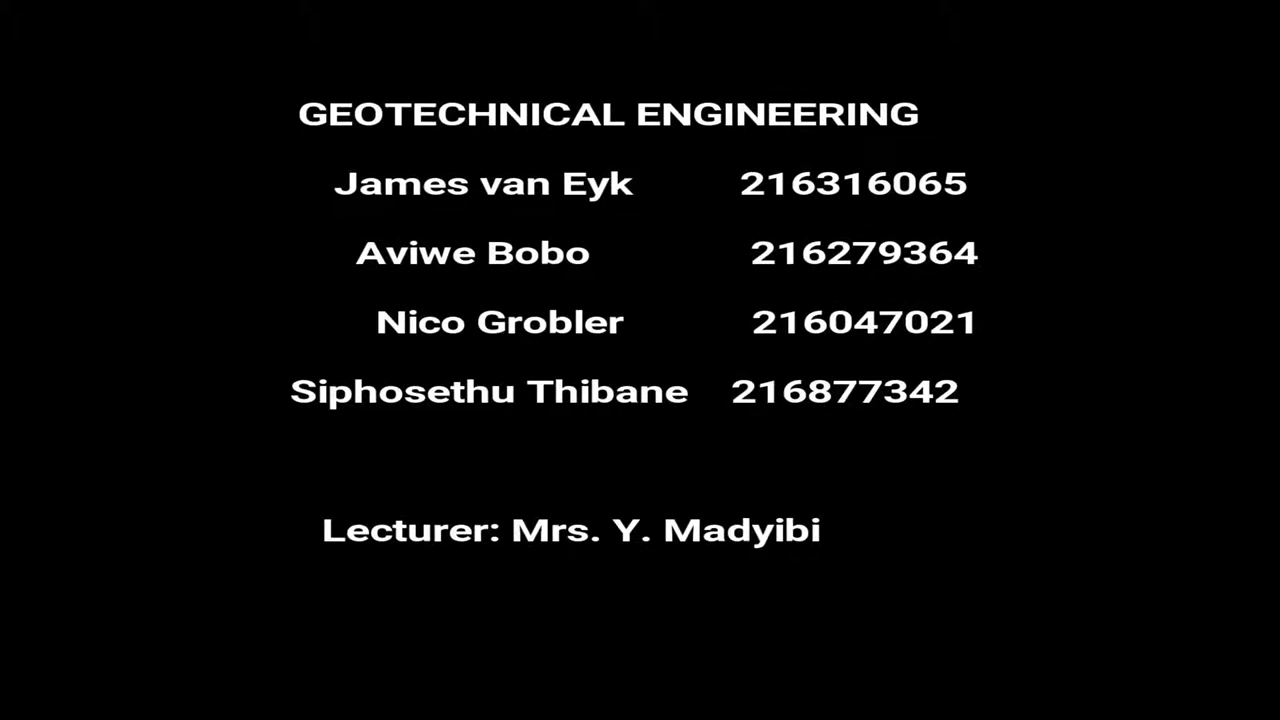 GEOTECHNICAL ENGINEERING
James van Eyk 216316065
Aviwe Bobo 216279364
Nico Grobler 216047021
Siphosethu Thibane 216877342
Lecturer: Mrs. Y. Madyibi